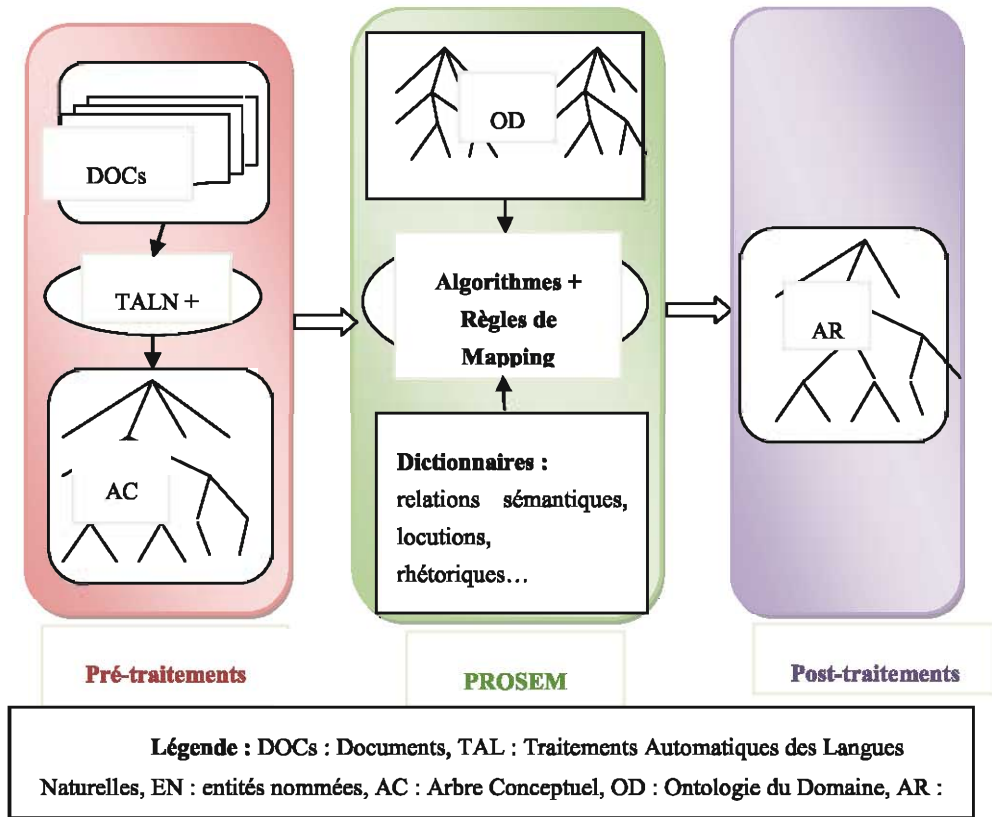 DOCs
TALN +
AC
Pré-traitements
OD
Algorithmes +
Règles de
Mapping
Dictionnaires :
relations sémantiques,
locutions,
rhétoriques…
PROSEM
AR
Post-traitements
Légende : DOCs : Documents, TAL : Traitements Automatiques des Langues
Naturelles, EN : entités nommées, AC : Arbre Conceptuel, OD : Ontologie du Domaine, AR :